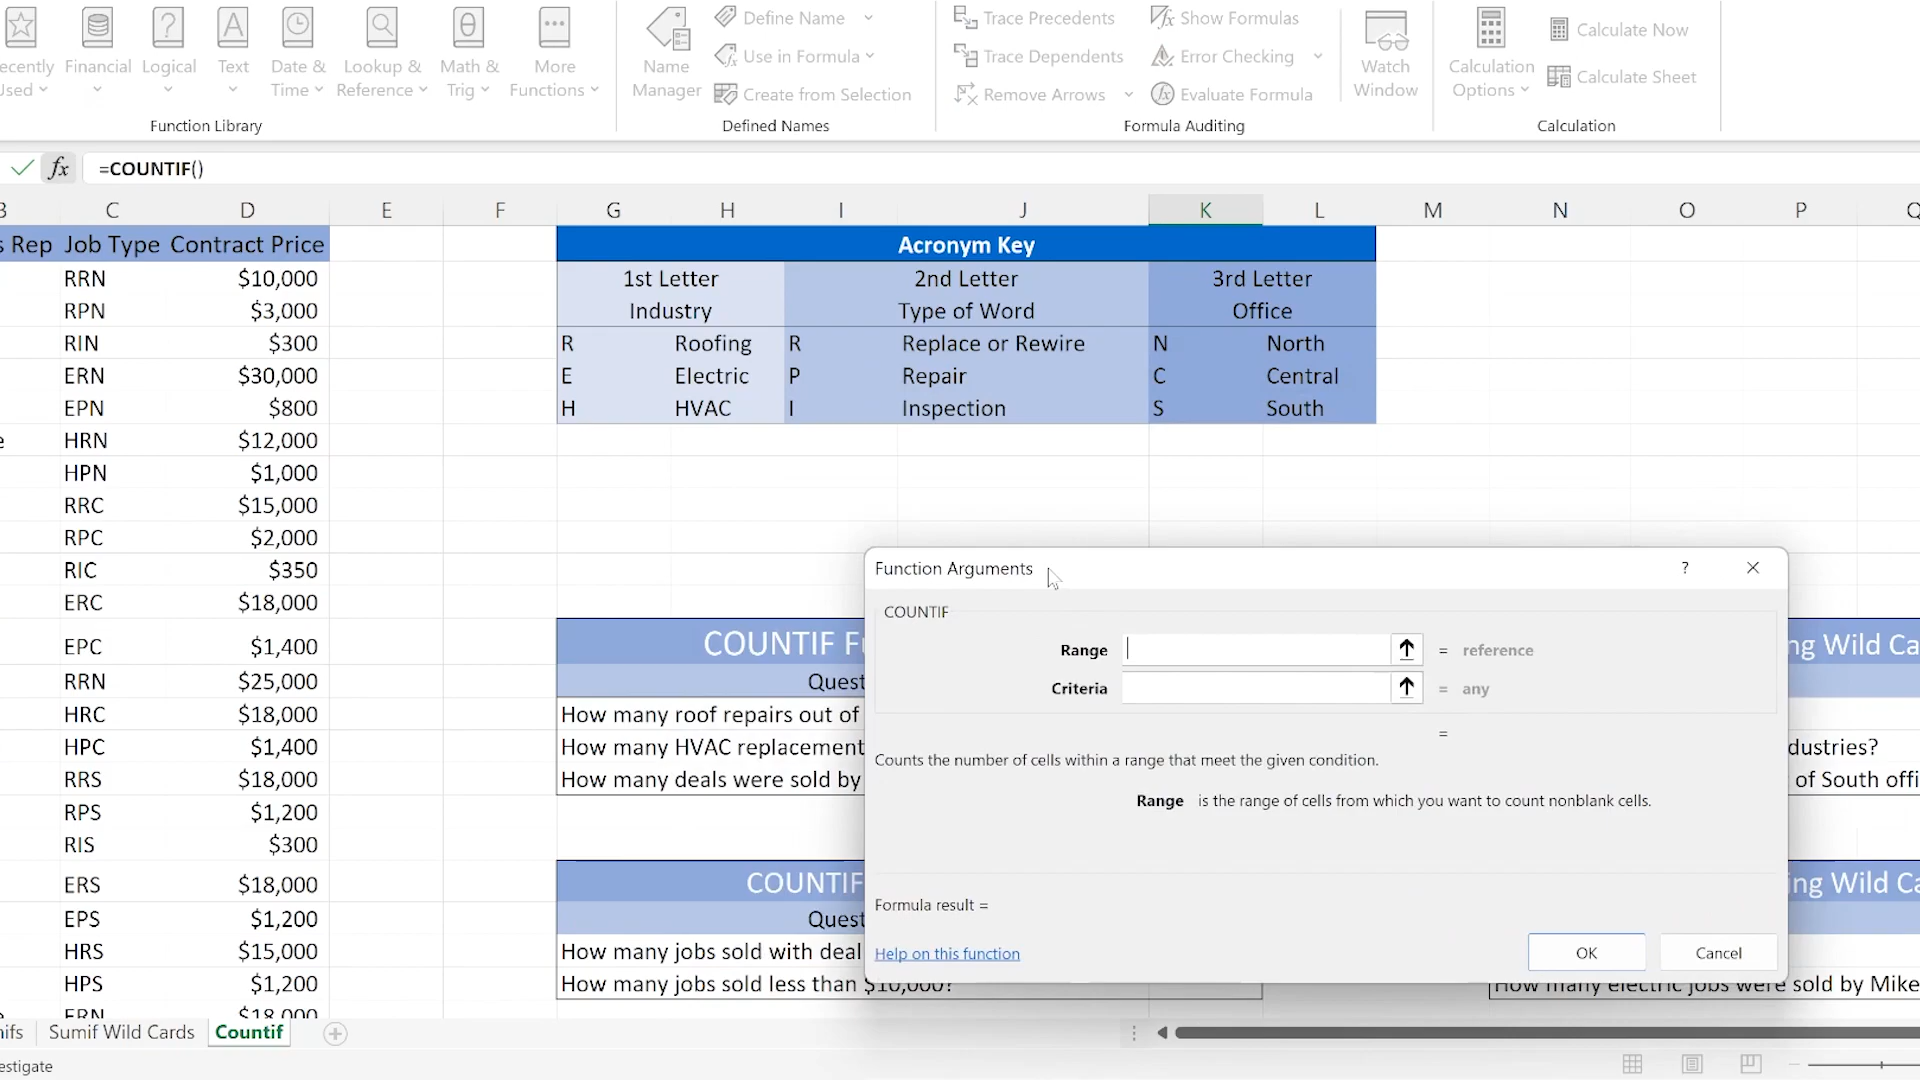 ecently Used
Financial
Logical
Text
Date & Time
Lookup & Reference
Math & Trig
More Functions
Function Library
Name Manager
Define Name
Use in Formula
Create from Selection
Defined Names
Trace Precedents
Trace Dependents
Remove Arrows
Show Formulas
Error Checking
Evaluate Formula
Formula Auditing
Watch Window
Calculation Options
Calculate Now
Calculate Sheet
Calculation
fx =COUNTIF()
B C D E F G H I J K L M N O P Q
s Rep Job Type Contract Price
RRN $10,000
RPN $3,000
RIN $300
ERN $30,000
EPN $800
e HRN $12,000
HPN $1,000
RRC $15,000
RPC $2,000
RIC $350
ERC $18,000
EPC $1,400
RRN $25,000
HRC $18,000
HPC $1,400
RRS $18,000
RPS $1,200
RIS $300
ERS $18,000
EPS $1,200
HRS $15,000
HPS $1,200
ERN $18,000
Acronym Key
1st Letter 2nd Letter 3rd Letter
Industry Type of Word Office
R Roofing R Replace or Rewire N North
E Electric P Repair C Central
H HVAC I Inspection S South
COUNTIF Fu
Quest
How many roof repairs out of
How many HVAC replacement
How many deals were sold by
COUNTIF
Quest
How many jobs sold with deal
How many jobs sold less than $10,000?
ng Wild Ca
dustries?
of South offi
ing Wild Ca
How many electric jobs were sold by Mike
Function Arguments ?
COUNTIF
Range = reference
Criteria = any
=
Counts the number of cells within a range that meet the given condition.
Range is the range of cells from which you want to count nonblank cells.
Formula result =
Help on this function
OK Cancel
nifs Sumif Wild Cards Countif
estigate